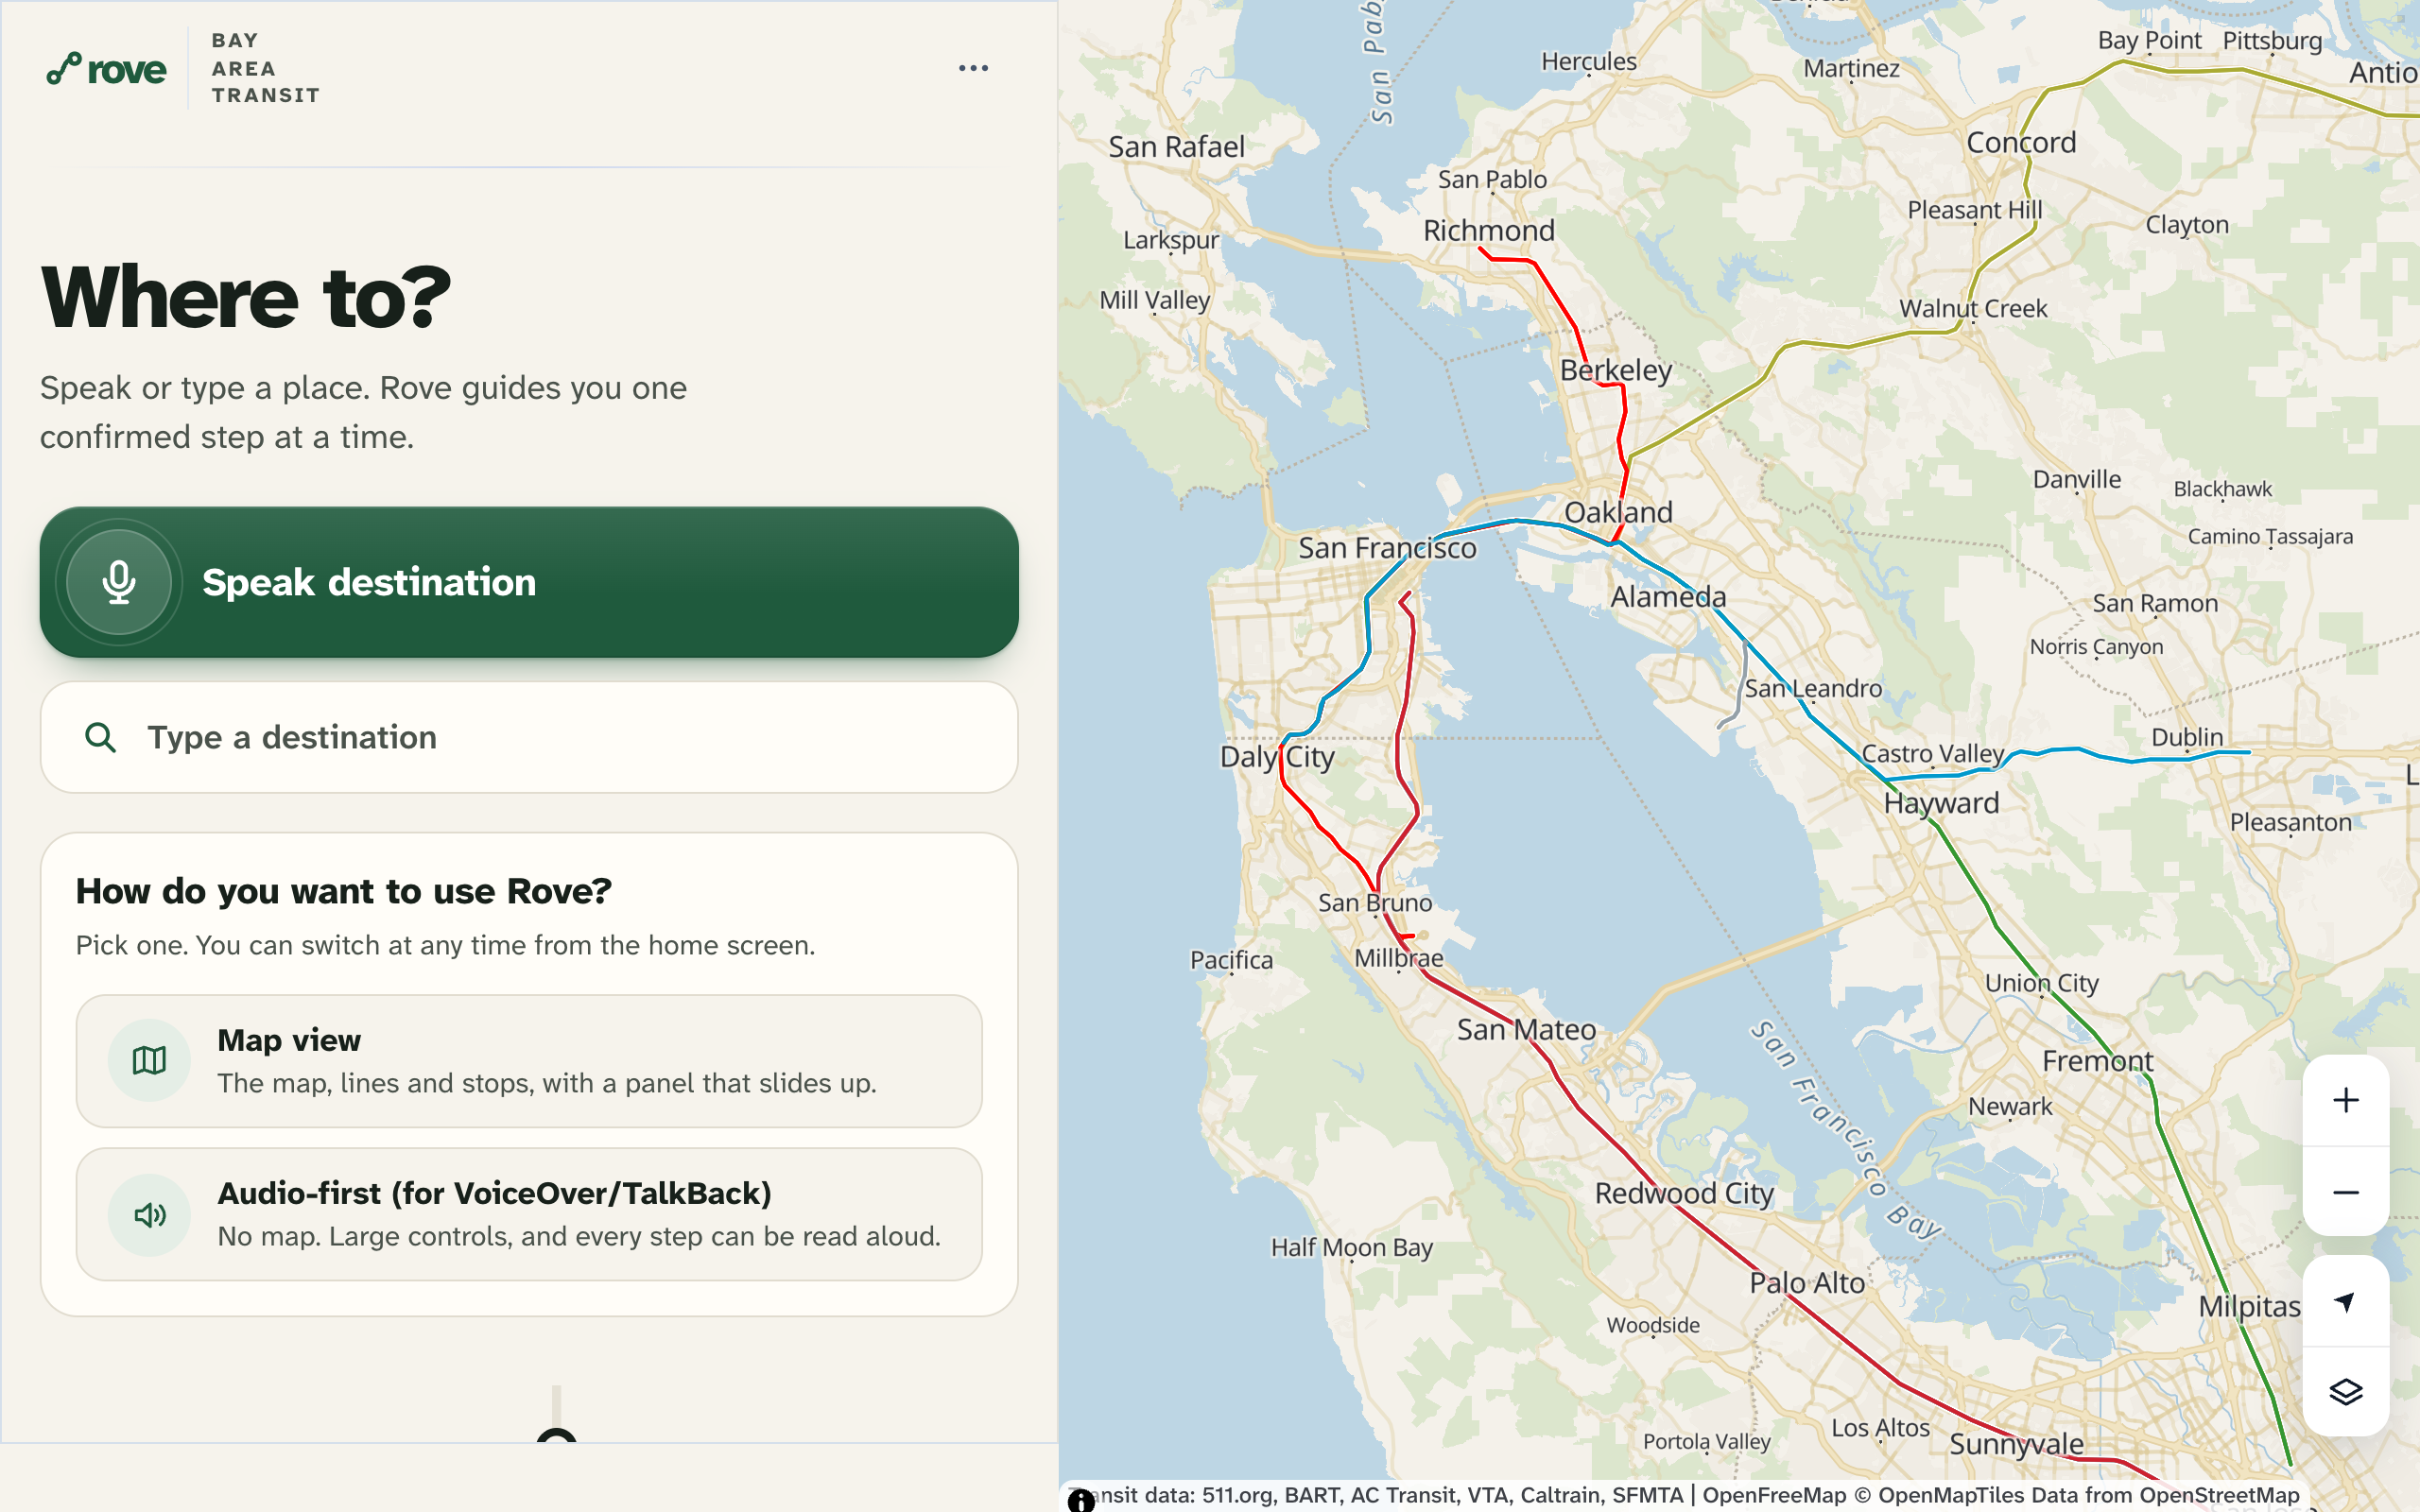 rove
BAY
AREA
TRANSIT
Where to?
Speak or type a place. Rove guides you one
confirmed step at a time.
Speak destination
Type a destination
How do you want to use Rove?
Pick one. You can switch at any time from the home screen.
Map view
The map, lines and stops, with a panel that slides up.
Audio-first (for VoiceOver/TalkBack)
No map. Large controls, and every step can be read aloud.
San Pab
Hercules
Martinez
Bay Point
Pittsburg
Antio
San Rafael
Concord
San Pablo
Richmond
Pleasant Hill
Clayton
Larkspur
Mill Valley
Walnut Creek
Berkeley
Danville
Blackhawk
Oakland
Camino Tassajara
San Francisco
Alameda
San Ramon
Norris Canyon
San Leandro
Daly City
Castro Valley
Dublin
L
Hayward
Pleasanton
San Bruno
Pacifica
Millbrae
Union City
San Mateo
San Francisco Bay
Fremont
Newark
Redwood City
Half Moon Bay
Palo Alto
Milpitas
Woodside
Portola Valley
Los Altos
Sunnyvale
Transit data: 511.org, BART, AC Transit, VTA, Caltrain, SFMTA | OpenFreeMap © OpenMapTiles Data from OpenStreetMap